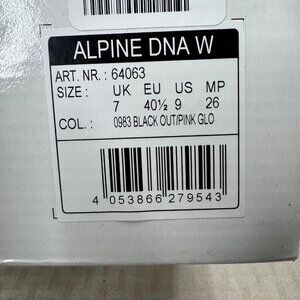 ALPINE DNA W
ART. NR.: 64063
SIZE: UK EU US MP
7 40½ 9 26
COL.: 0983 BLACK OUT/PINK GLO
4 053866 279543